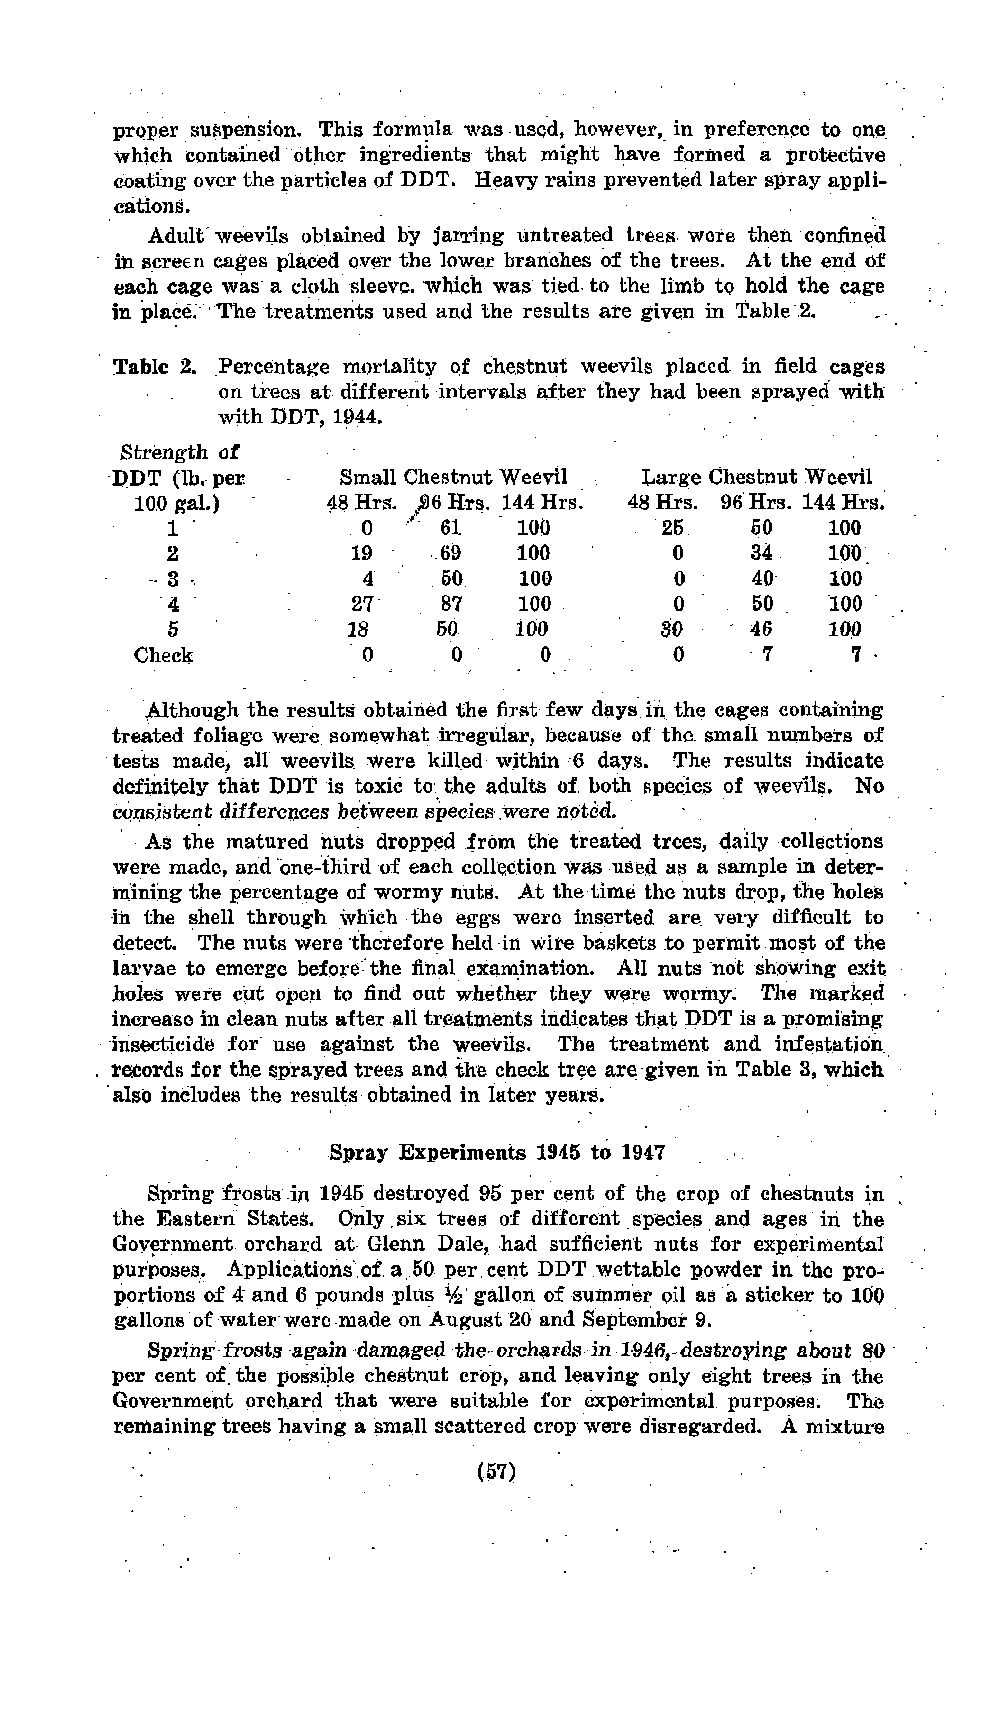 proper suspension. This formula was used, however, in preference to one
which contained other ingredients that might have formed a protective
coating over the particles of DDT. Heavy rains prevented later spray appli-
cations.
Adult weevils obtained by jarring untreated trees were then confined
in screen cages placed over the lower branches of the trees. At the end of
each cage was a cloth sleeve which was tied to the limb to hold the cage
in place. The treatments used and the results are given in Table 2.
Table 2. Percentage mortality of chestnut weevils placed in field cages
on trees at different intervals after they had been sprayed with
with DDT, 1944.
Strength of
DDT (lb. per Small Chestnut Weevil Large Chestnut Weevil
100 gal.) 48 Hrs. 96 Hrs. 144 Hrs. 48 Hrs. 96 Hrs. 144 Hrs.
1 0 61 100 25 50 100
2 19 69 100 0 34 100
3 4 50 100 0 40 100
4 27 87 100 0 50 100
5 18 50 100 30 46 100
Check 0 0 0 0 7 7
Although the results obtained the first few days in the cages containing
treated foliage were somewhat irregular, because of the small numbers of
tests made, all weevils were killed within 6 days. The results indicate
definitely that DDT is toxic to the adults of both species of weevils. No
consistent differences between species were noted.
As the matured nuts dropped from the treated trees, daily collections
were made, and one-third of each collection was used as a sample in deter-
mining the percentage of wormy nuts. At the time the nuts drop, the holes
in the shell through which the eggs were inserted are very difficult to
detect. The nuts were therefore held in wire baskets to permit most of the
larvae to emerge before the final examination. All nuts not showing exit
holes were cut open to find out whether they were wormy. The marked
increase in clean nuts after all treatments indicates that DDT is a promising
insecticide for use against the weevils. The treatment and infestation
records for the sprayed trees and the check tree are given in Table 3, which
also includes the results obtained in later years.
Spray Experiments 1945 to 1947
Spring frosts in 1945 destroyed 95 per cent of the crop of chestnuts in
the Eastern States. Only six trees of different species and ages in the
Government orchard at Glenn Dale, had sufficient nuts for experimental
purposes. Applications of a 50 per cent DDT wettable powder in the pro-
portions of 4 and 6 pounds plus ½ gallon of summer oil as a sticker to 100
gallons of water were made on August 20 and September 9.
Spring frosts again damaged the orchards in 1946, destroying about 80
per cent of the possible chestnut crop, and leaving only eight trees in the
Government orchard that were suitable for experimental purposes. The
remaining trees having a small scattered crop were disregarded. A mixture
(57)